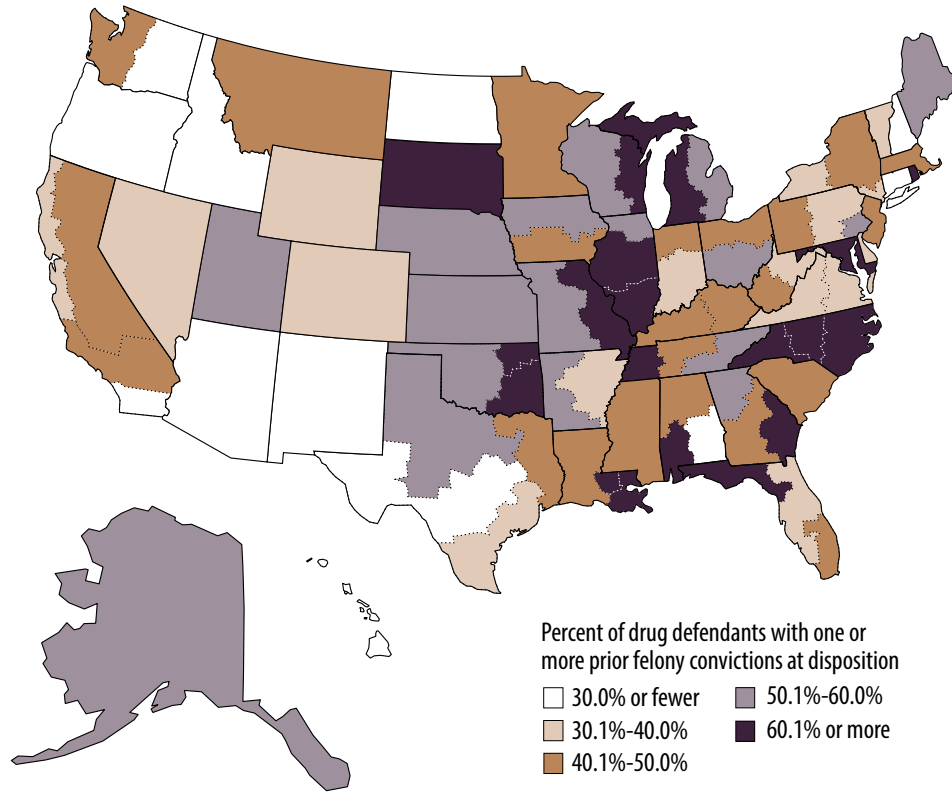 Percent of drug defendants with one or
more prior felony convictions at disposition
30.0% or fewer
30.1%-40.0%
40.1%-50.0%
50.1%-60.0%
60.1% or more